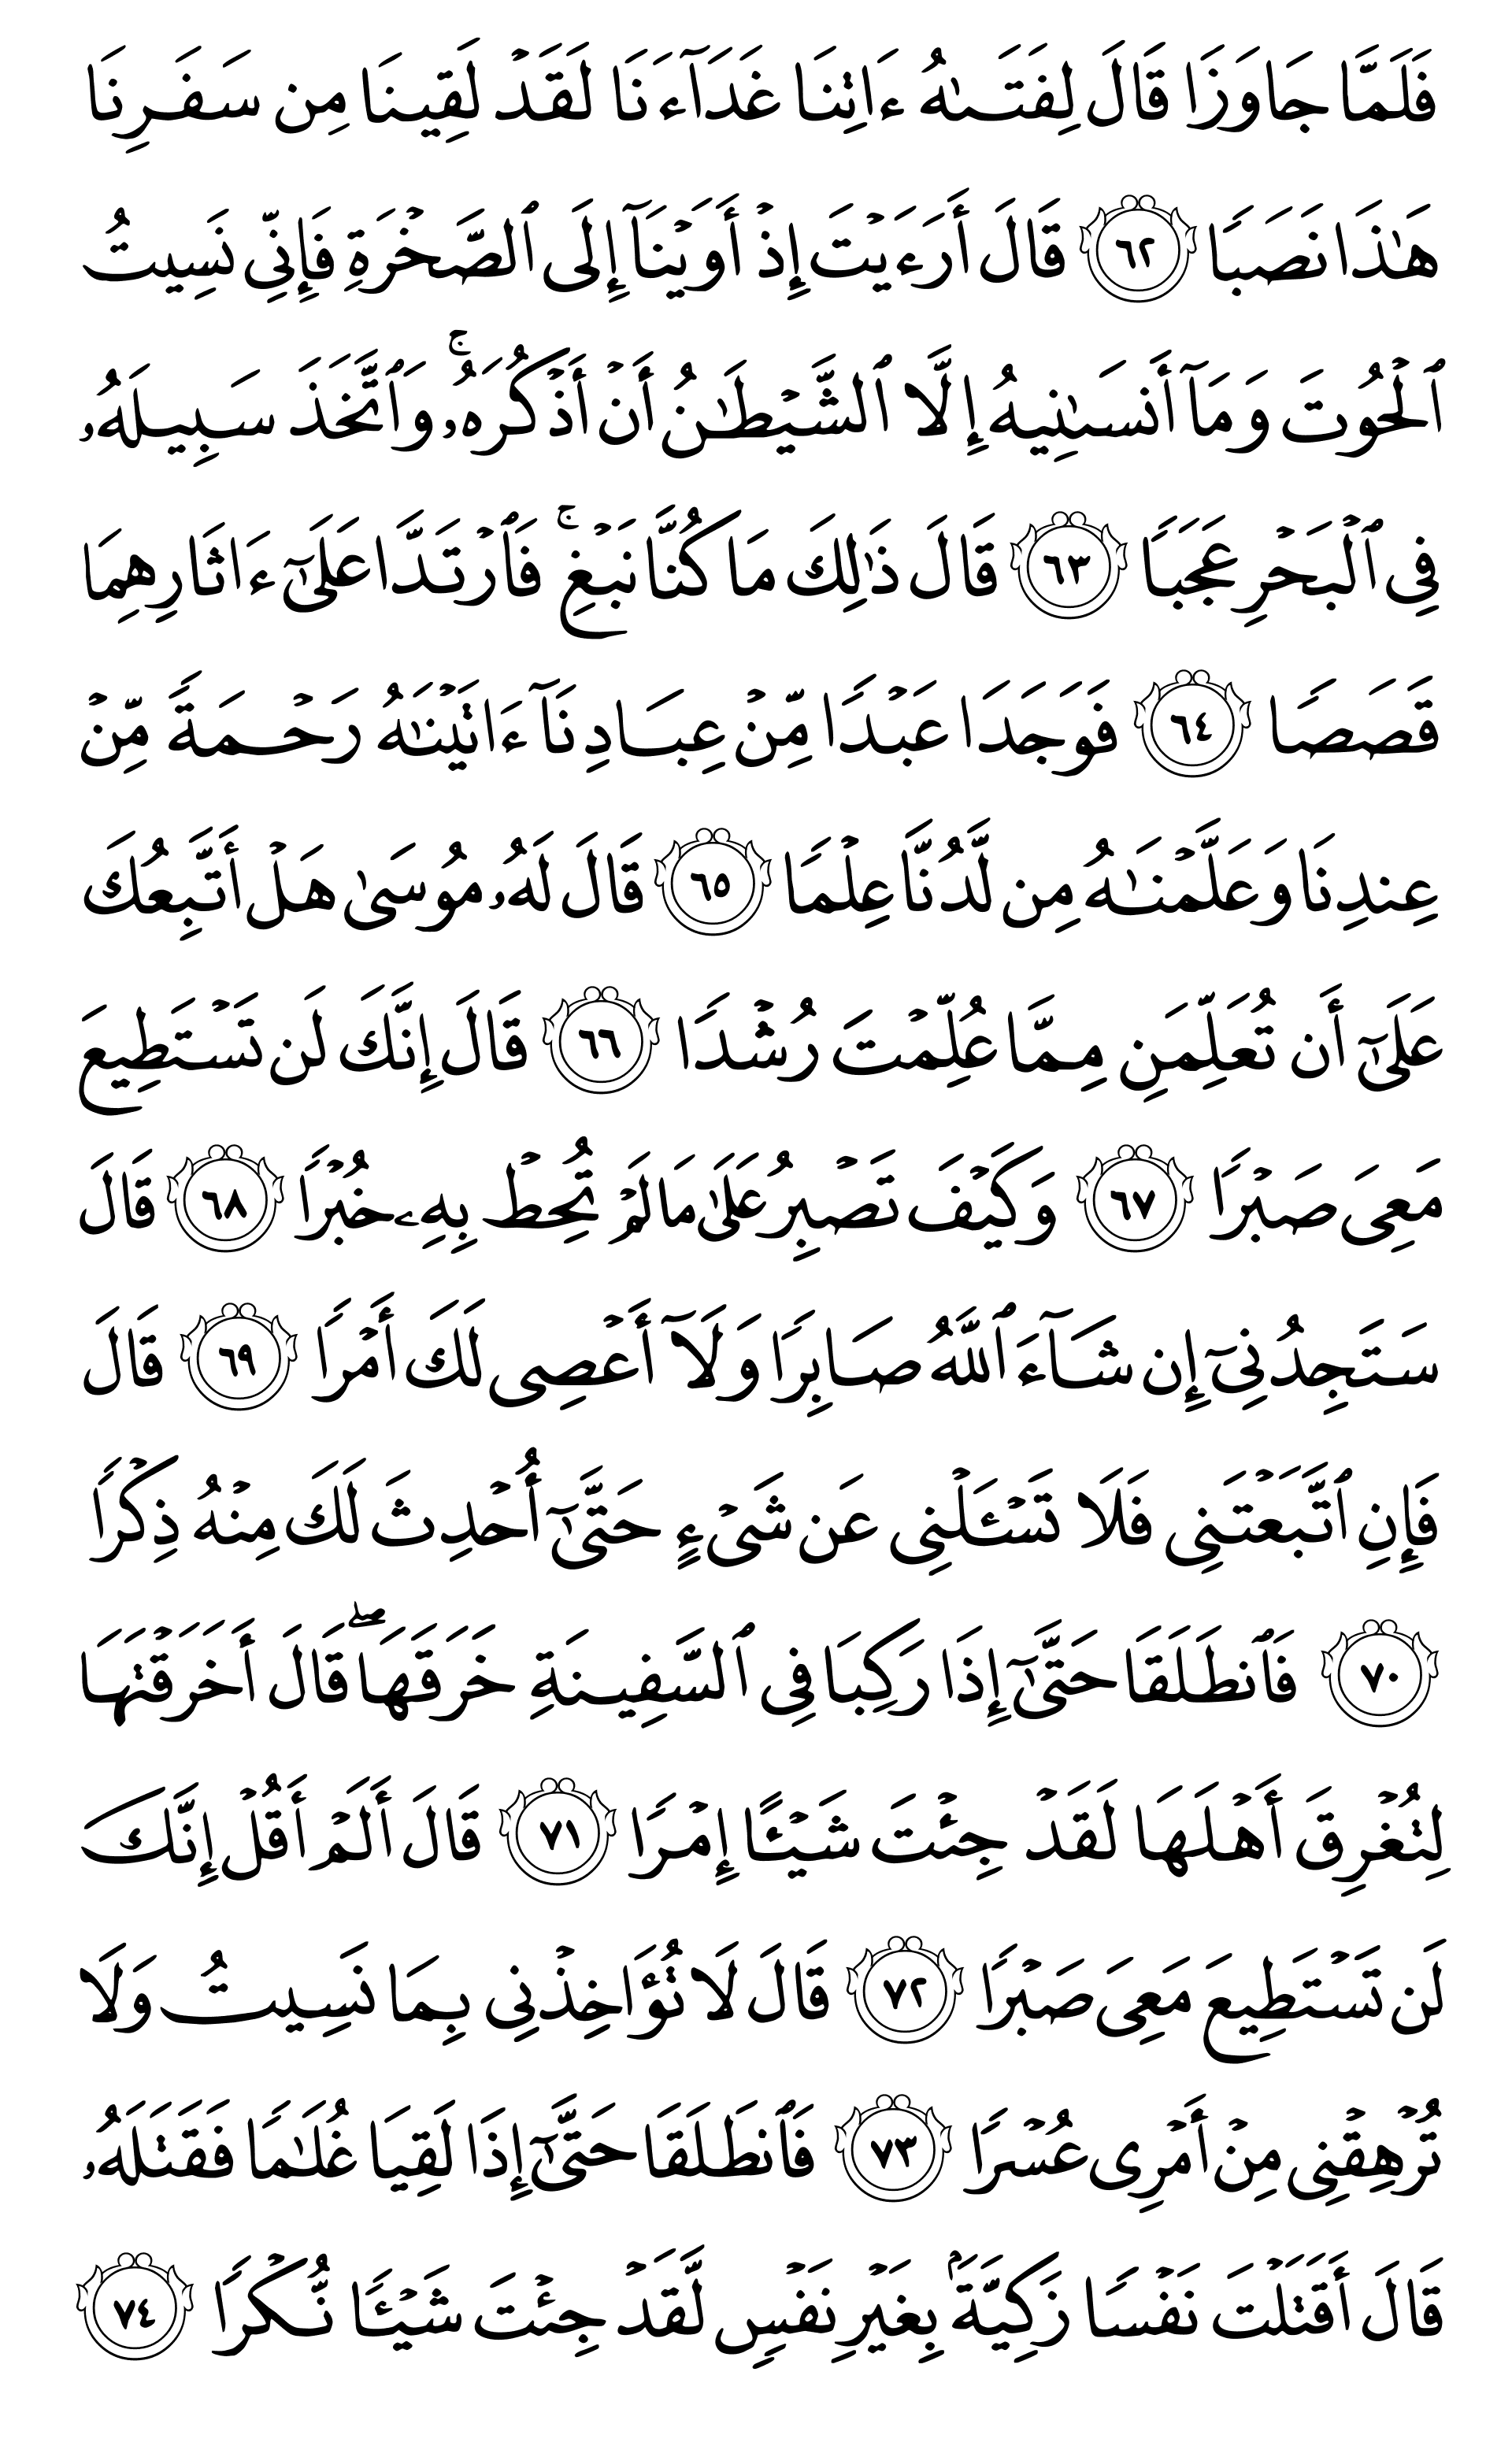 فَلَمَّا جَاوَزَا قَالَ لِفَتَىٰهُ ءَاتِنَا غَدَآءَنَا لَقَدۡ لَقِينَا مِن سَفَرِنَا
هَٰذَا نَصَبٗا ٦٢ قَالَ أَرَءَيۡتَ إِذۡ أَوَيۡنَآ إِلَى ٱلصَّخۡرَةِ فَإِنِّي نَسِيتُ
ٱلۡحُوتَ وَمَآ أَنسَىٰنِيهُ إِلَّا ٱلشَّيۡطَٰنُ أَنۡ أَذۡكُرَهُۥۚ وَٱتَّخَذَ سَبِيلَهُۥ
فِي ٱلۡبَحۡرِ عَجَبٗا ٦٣ قَالَ ذَٰلِكَ مَا كُنَّا نَبۡغِۚ فَٱرۡتَدَّا عَلَىٰٓ ءَاثَارِهِمَا
قَصَصٗا ٦٤ فَوَجَدَا عَبۡدٗا مِّنۡ عِبَادِنَآ ءَاتَيۡنَٰهُ رَحۡمَةٗ مِّنۡ
عِندِنَا وَعَلَّمۡنَٰهُ مِن لَّدُنَّا عِلۡمٗا ٦٥ قَالَ لَهُۥ مُوسَىٰ هَلۡ أَتَّبِعُكَ
عَلَىٰٓ أَن تُعَلِّمَنِ مِمَّا عُلِّمۡتَ رُشۡدٗا ٦٦ قَالَ إِنَّكَ لَن تَسۡتَطِيعَ
مَعِيَ صَبۡرٗا ٦٧ وَكَيۡفَ تَصۡبِرُ عَلَىٰ مَا لَمۡ تُحِطۡ بِهِۦ خُبۡرٗا ٦٨ قَالَ
سَتَجِدُنِيٓ إِن شَآءَ ٱللَّهُ صَابِرٗا وَلَآ أَعۡصِي لَكَ أَمۡرٗا ٦٩ قَالَ
فَإِنِ ٱتَّبَعۡتَنِي فَلَا تَسۡـَٔلۡنِي عَن شَيۡءٍ حَتَّىٰٓ أُحۡدِثَ لَكَ مِنۡهُ ذِكۡرٗا
٧٠ فَٱنطَلَقَا حَتَّىٰٓ إِذَا رَكِبَا فِي ٱلسَّفِينَةِ خَرَقَهَاۖ قَالَ أَخَرَقۡتَهَا
لِتُغۡرِقَ أَهۡلَهَا لَقَدۡ جِئۡتَ شَيۡـًٔا إِمۡرٗا ٧١ قَالَ أَلَمۡ أَقُلۡ إِنَّكَ
لَن تَسۡتَطِيعَ مَعِيَ صَبۡرٗا ٧٢ قَالَ لَا تُؤَاخِذۡنِي بِمَا نَسِيتُ وَلَا
تُرۡهِقۡنِي مِنۡ أَمۡرِي عُسۡرٗا ٧٣ فَٱنطَلَقَا حَتَّىٰٓ إِذَا لَقِيَا غُلَٰمٗا فَقَتَلَهُۥ
قَالَ أَقَتَلۡتَ نَفۡسٗا زَكِيَّةَۢ بِغَيۡرِ نَفۡسٖ لَّقَدۡ جِئۡتَ شَيۡـٔٗا نُّكۡرٗا ٧٤